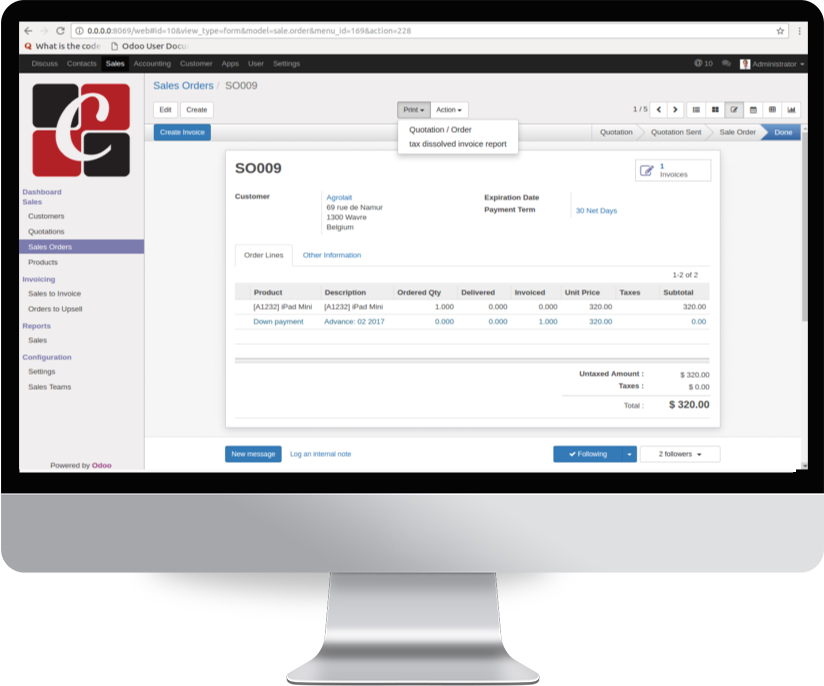 0.0.0.0:8069/web#id=10&view_type=form&model=sale.order&menu_id=169&action=228
Q What is the code Odoo User Docu
Discuss Contacts Sales Accounting Customer Apps User Settings @ 10 Administrator
Sales Orders / SO009
Edit Create Print Action 1 / 5
Create Invoice Quotation Quotation Sent Sale Order Done
Quotation / Order
tax dissolved invoice report
C
Dashboard
Sales
Customers
Quotations
Sales Orders
Products
Invoicing
Sales to Invoice
Orders to Upsell
Reports
Sales
Configuration
Settings
Sales Teams
Powered by Odoo
SO009
1
Invoices
Customer Agrolait Expiration Date
69 rue de Namur Payment Term 30 Net Days
1300 Wavre
Belgium
Order Lines Other Information
1-2 of 2
Product Description Ordered Qty Delivered Invoiced Unit Price Taxes Subtotal
[A1232] iPad Mini [A1232] iPad Mini 1.000 0.000 0.000 320.00 320.00
Down payment Advance: 02 2017 0.000 0.000 1.000 320.00 0.00
Untaxed Amount : $ 320.00
Taxes : $ 0.00
Total : $ 320.00
New message Log an internal note Following 2 followers